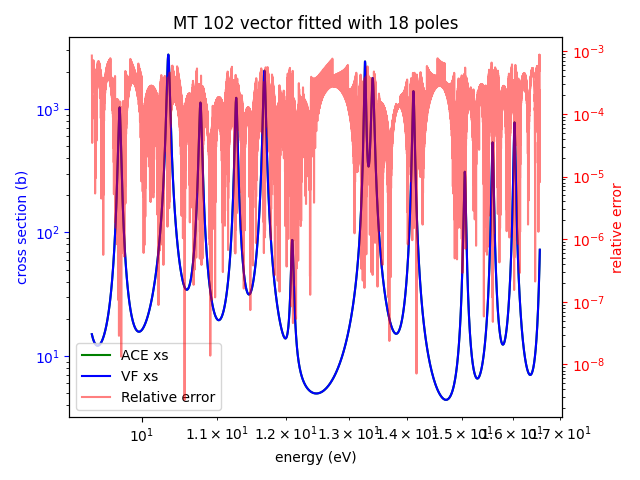 MT 102 vector fitted with 18 poles
cross section (b)
10³
10²
10¹
10⁻³
10⁻⁴
10⁻⁵
10⁻⁶
10⁻⁷
10⁻⁸
relative error
ACE xs
VF xs
Relative error
10¹ 1.1 × 10¹ 1.2 × 10¹ 1.3 × 10¹ 1.4 × 10¹ 1.5 × 10¹ 1.6 × 10¹ 1.7 × 10¹
energy (eV)